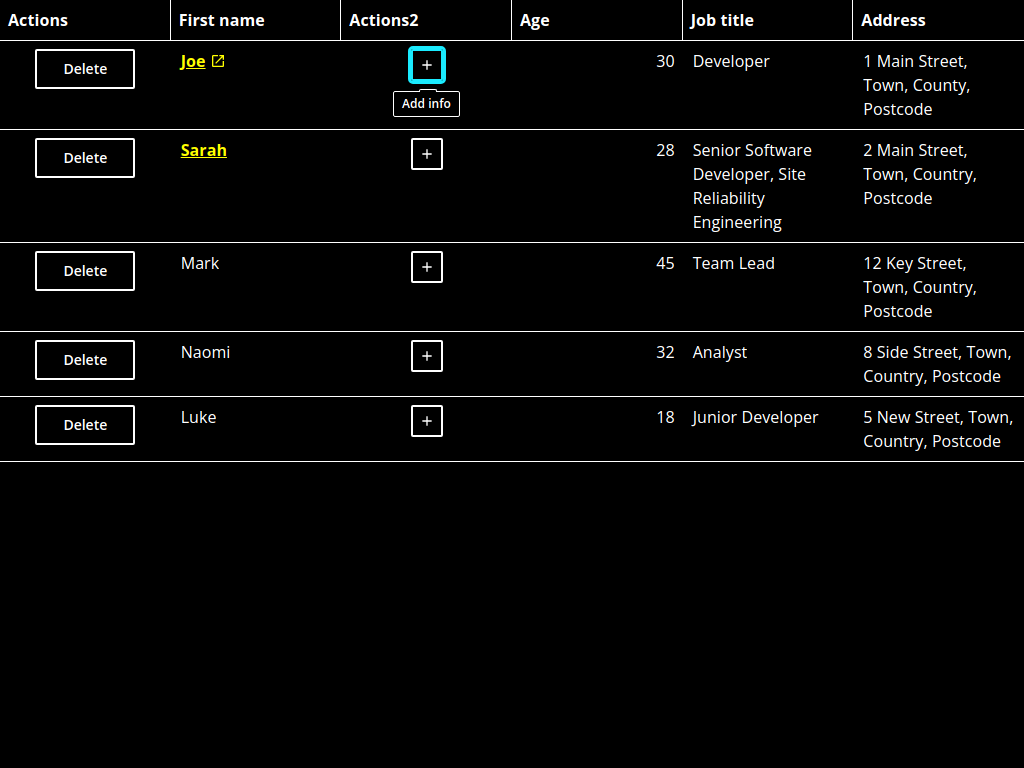 Actions First name Actions2 Age Job title Address
Delete Joe + 30 Developer 1 Main Street,
Town, County,
Postcode
Add info
Delete Sarah + 28 Senior Software 2 Main Street,
Developer, Site Town, Country,
Reliability Postcode
Engineering
Delete Mark + 45 Team Lead 12 Key Street,
Town, Country,
Postcode
Delete Naomi + 32 Analyst 8 Side Street, Town,
Country, Postcode
Delete Luke + 18 Junior Developer 5 New Street, Town,
Country, Postcode